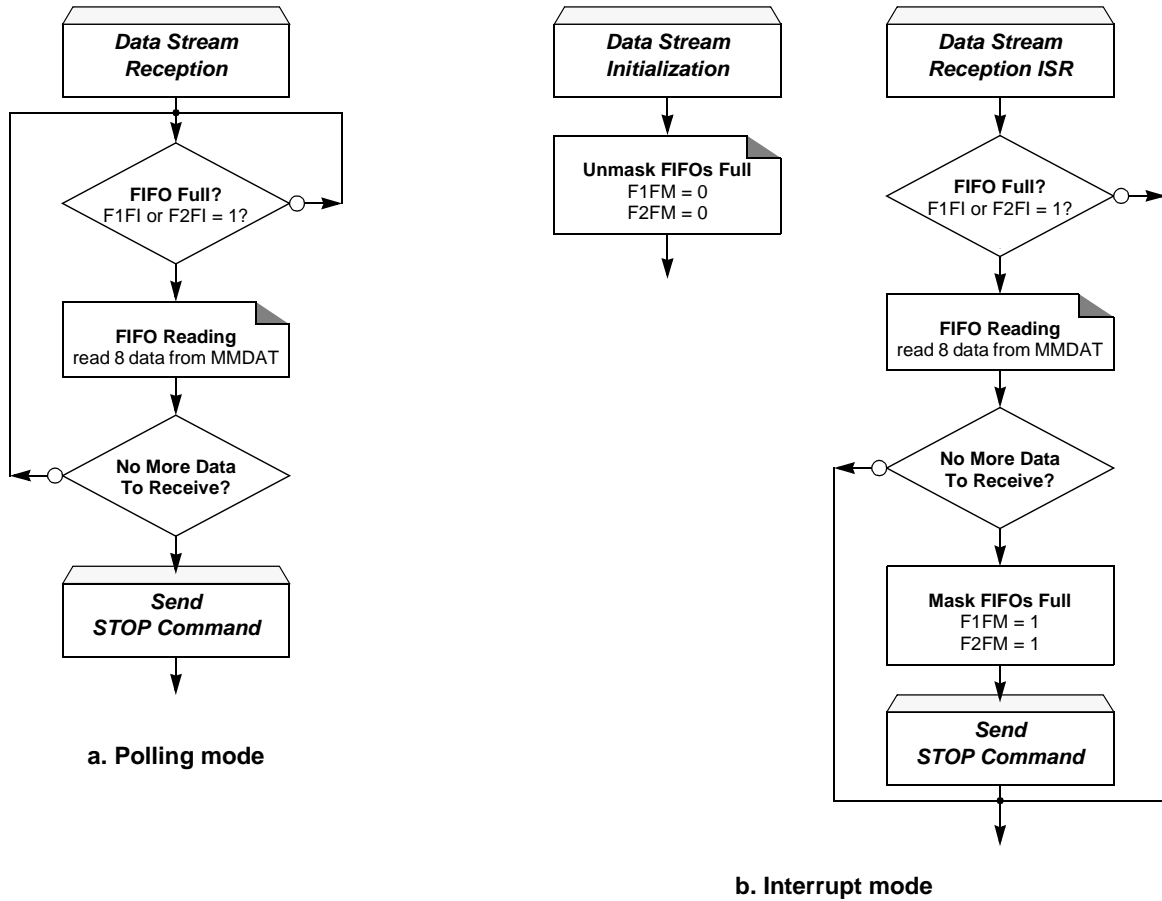 Data Stream
Reception
FIFO Full?
F1FI or F2FI = 1?
FIFO Reading
read 8 data from MMDAT
No More Data
To Receive?
Send
STOP Command
a. Polling mode
Data Stream
Initialization
Unmask FIFOs Full
F1FM = 0
F2FM = 0
Data Stream
Reception ISR
FIFO Full?
F1FI or F2FI = 1?
FIFO Reading
read 8 data from MMDAT
No More Data
To Receive?
Mask FIFOs Full
F1FM = 1
F2FM = 1
Send
STOP Command
b. Interrupt mode